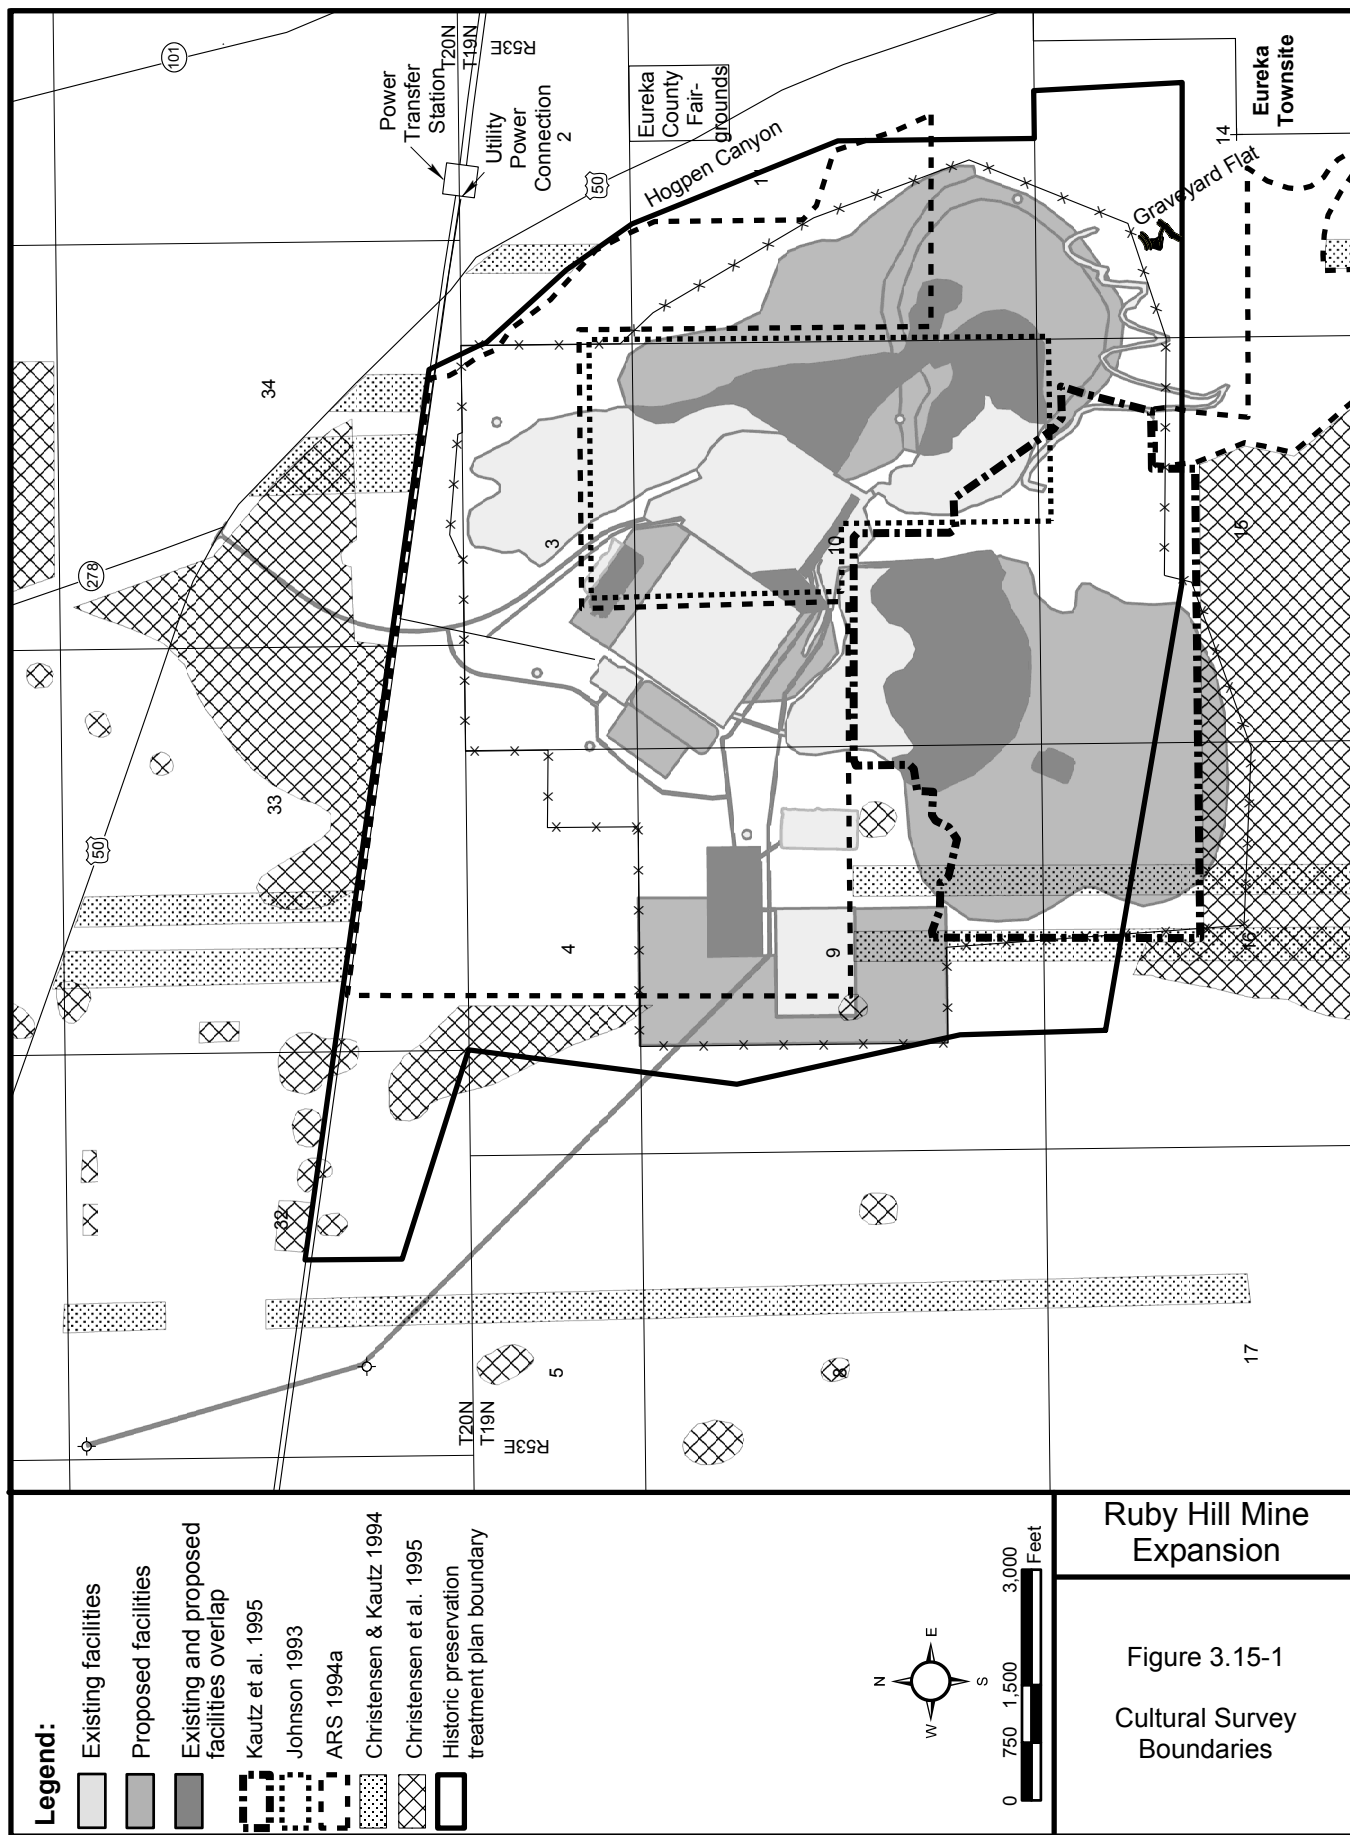 101
Power
Transfer
Station
T20N
T19N
R53E
Utility
Power
Connection
2
Eureka
County
Fair-
grounds
50
Hogpen Canyon
1
Eureka
Townsite
14
Graveyard Flat
34
278
3
10
15
33
50
4
9
16
32
5
8
17
T20N
T19N
R53E
Legend:
Existing facilities
Proposed facilities
Existing and proposed
facilities overlap
Kautz et al. 1995
Johnson 1993
ARS 1994a
Christensen & Kautz 1994
Christensen et al. 1995
Historic preservation
treatment plan boundary
N
W
E
S
0
750
1,500
3,000
Feet
Ruby Hill Mine
Expansion
Figure 3.15-1
Cultural Survey
Boundaries